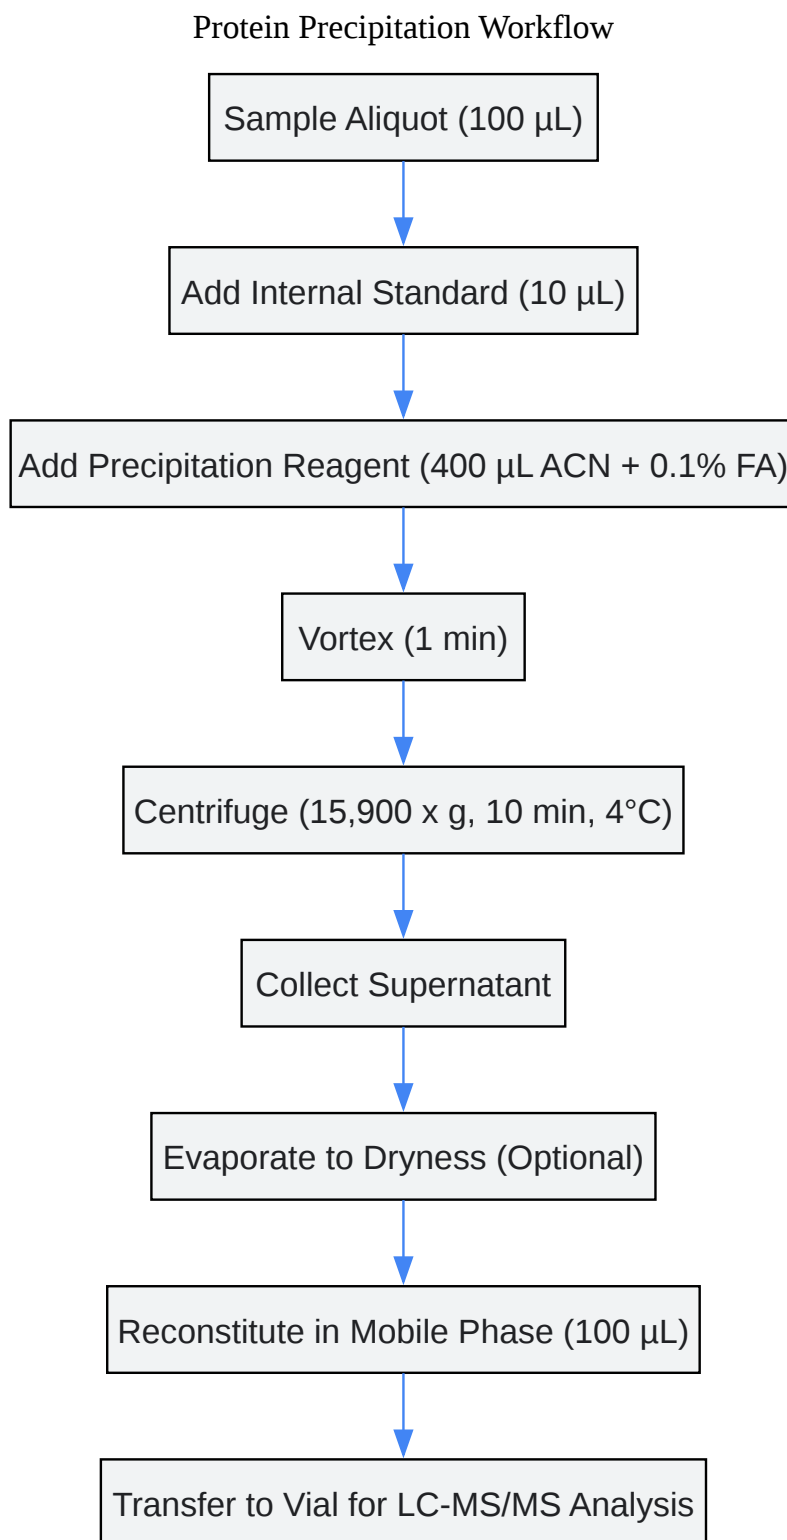 Protein Precipitation Workflow
Sample Aliquot (100 µL)
Add Internal Standard (10 µL)
Add Precipitation Reagent (400 µL ACN + 0.1% FA)
Vortex (1 min)
Centrifuge (15,900 x g, 10 min, 4°C)
Collect Supernatant
Evaporate to Dryness (Optional)
Reconstitute in Mobile Phase (100 µL)
Transfer to Vial for LC-MS/MS Analysis